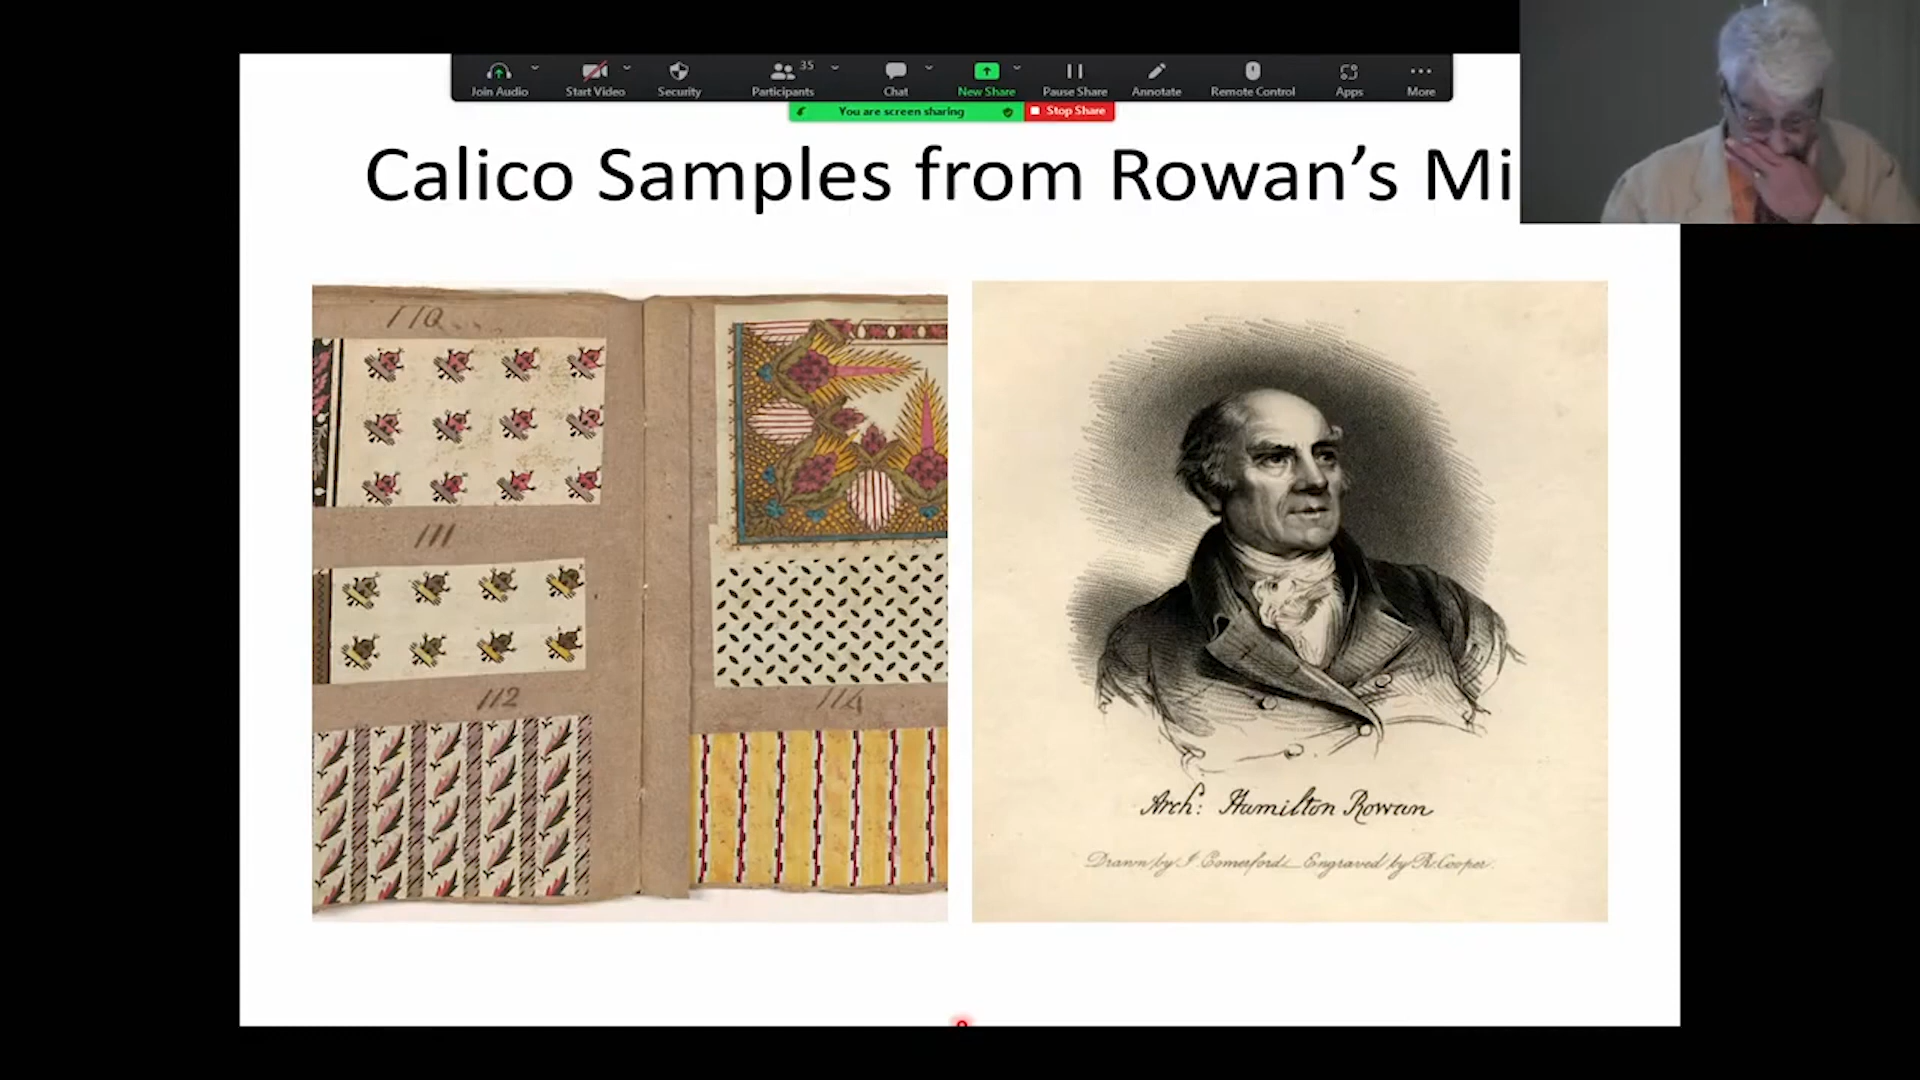 35
Join Audio Start Video Security Participants Chat New Share Pause Share Annotate Remote Control Apps More
You are screen sharing Stop Share
Calico Samples from Rowan's Mi
110
111
112
114
Arch: Hamilton Rowan
Drawn by J. Comerford Engraved by R. Cooper.